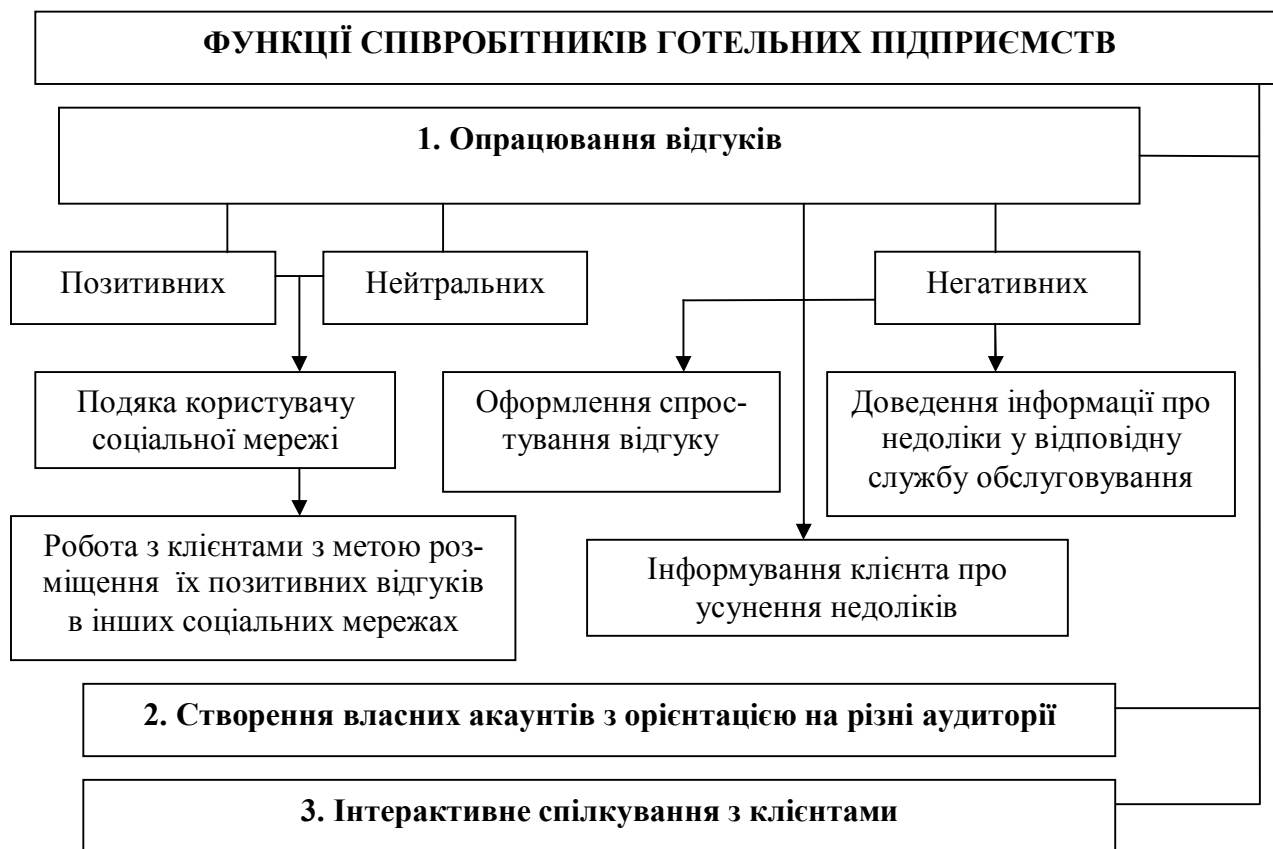 ФУНКЦІЇ СПІВРОБІТНИКІВ ГОТЕЛЬНИХ ПІДПРИЄМСТВ
1. Опрацювання відгуків
Позитивних
Нейтральних
Негативних
Подяка користувачу
соціальної мережі
Оформлення спрос-
тування відгуку
Доведення інформації про
недоліки у відповідну
службу обслуговування
Робота з клієнтами з метою роз-
міщення їх позитивних відгуків
в інших соціальних мережах
Інформування клієнта про
усунення недоліків
2. Створення власних акаунтів з орієнтацією на різні аудиторії
3. Інтерактивне спілкування з клієнтами